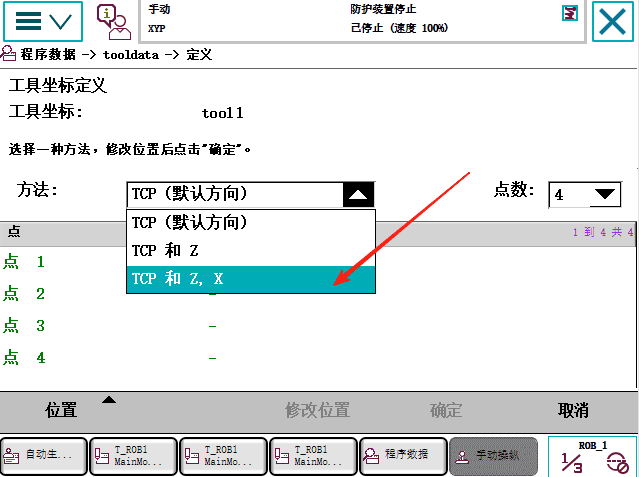 手动
防护装置停止
XYP
已停止 (速度 100%)
程序数据 -> tooldata -> 定义
工具坐标定义
工具坐标: tool1
选择一种方法，修改位置后点击"确定"。
方法: TCP (默认方向) 点数: 4
TCP (默认方向)
TCP 和 Z
TCP 和 Z, X
点 1 到 4 共 4
点 1
点 2 -
点 3 -
点 4 -
位置 修改位置 确定 取消
自动生...
T_ROB1
MainMo...
T_ROB1
MainMo...
T_ROB1
MainMo...
程序数据
手动操纵
ROB_1
1/3